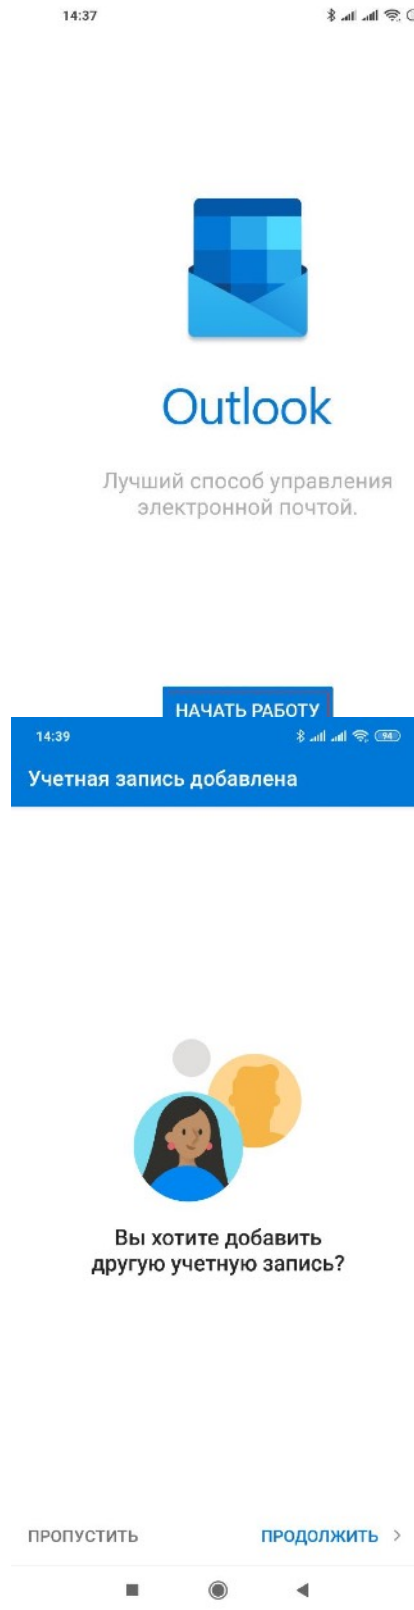 14:37
Outlook
Лучший способ управления
электронной почтой.
НАЧАТЬ РАБОТУ
14:39
94
Учетная запись добавлена
Вы хотите добавить
другую учетную запись?
ПРОПУСТИТЬ
ПРОДОЛЖИТЬ